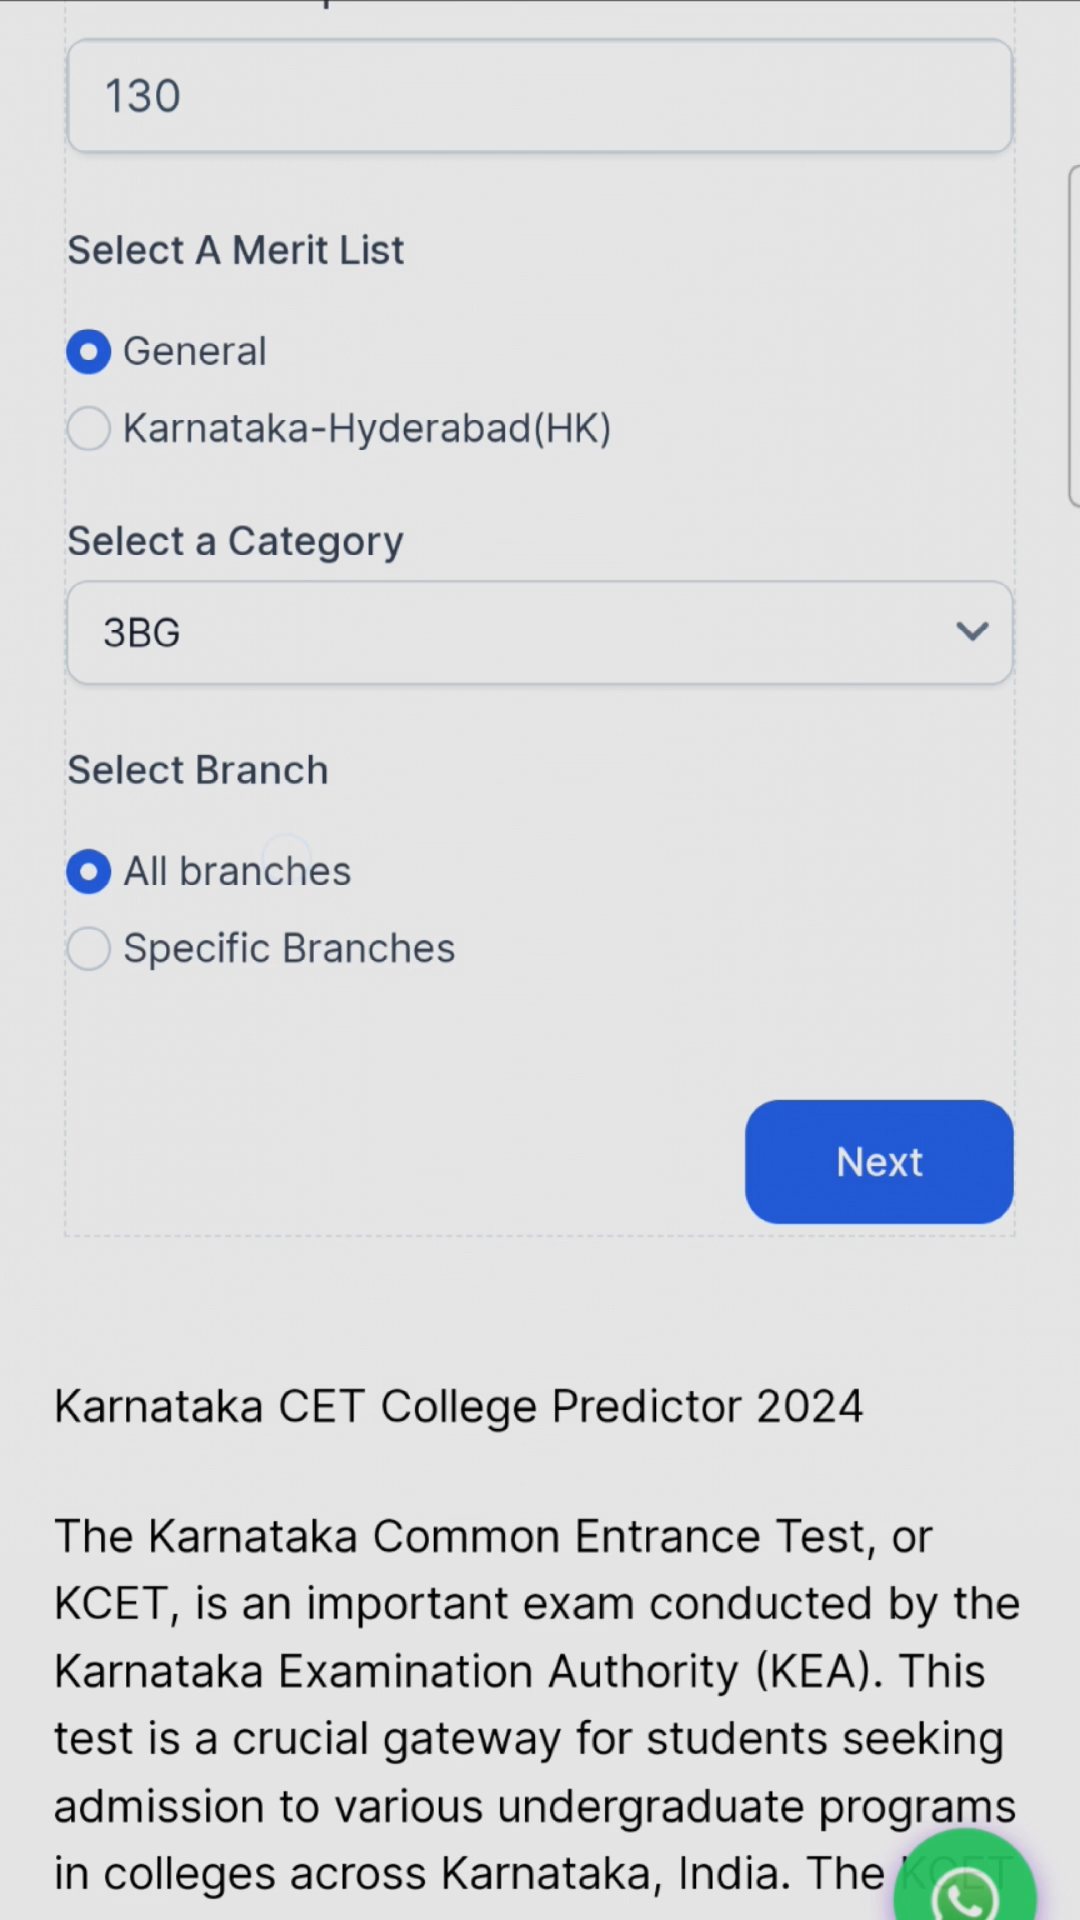 130
Select A Merit List
General
Karnataka-Hyderabad(HK)
Select a Category
3BG
Select Branch
All branches
Specific Branches
Next
Karnataka CET College Predictor 2024
The Karnataka Common Entrance Test, or
KCET, is an important exam conducted by the
Karnataka Examination Authority (KEA). This
test is a crucial gateway for students seeking
admission to various undergraduate programs
in colleges across Karnataka, India. The KCET